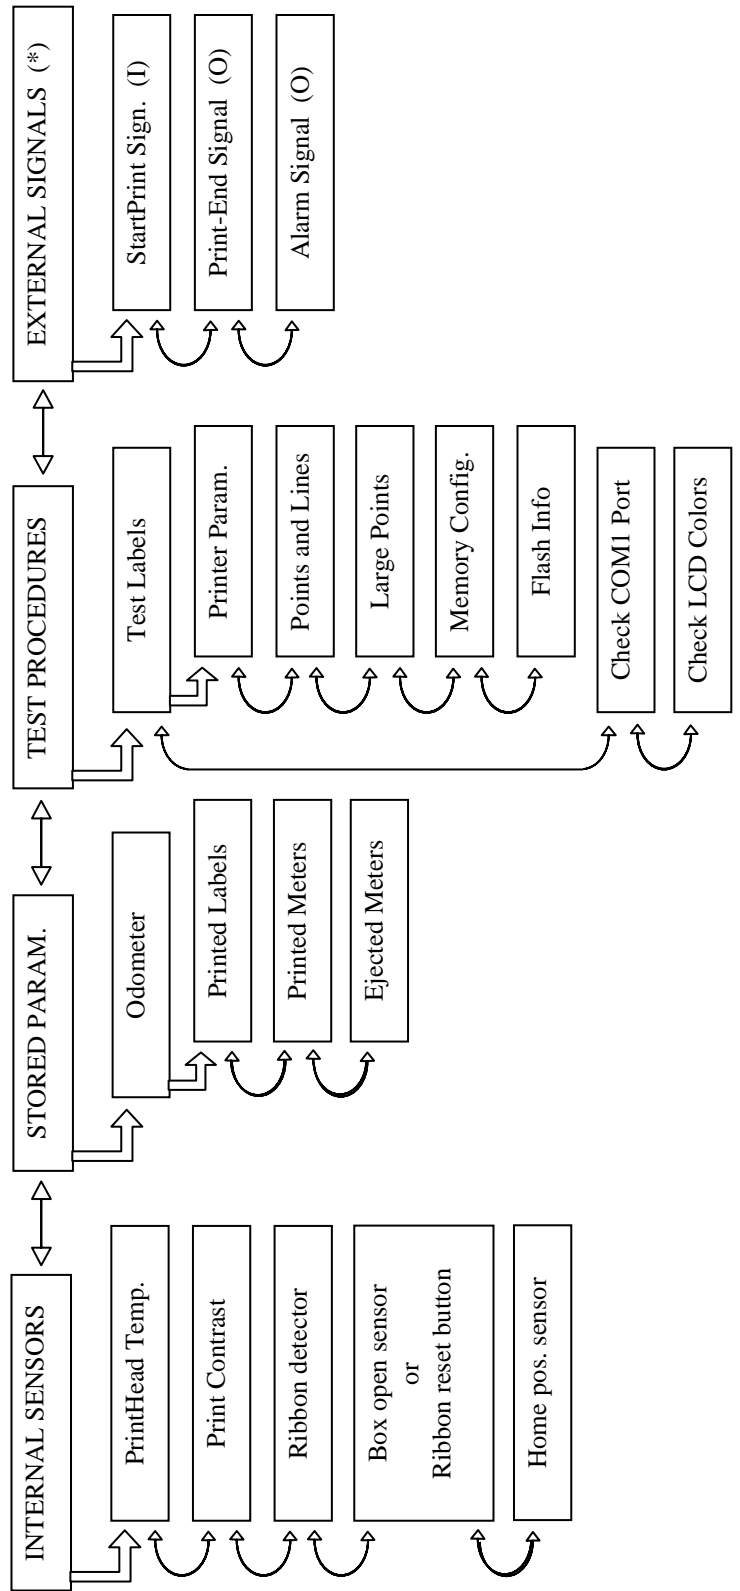 INTERNAL SENSORS
PrintHead Temp.
Print Contrast
Ribbon detector
Box open sensor
or
Ribbon reset button
Home pos. sensor
STORED PARAM.
Odometer
Printed Labels
Printed Meters
Ejected Meters
TEST PROCEDURES
Test Labels
Printer Param.
Points and Lines
Large Points
Memory Config.
Flash Info
Check COM1 Port
Check LCD Colors
EXTERNAL SIGNALS (*)
StartPrint Sign. (I)
Print-End Signal (O)
Alarm Signal (O)